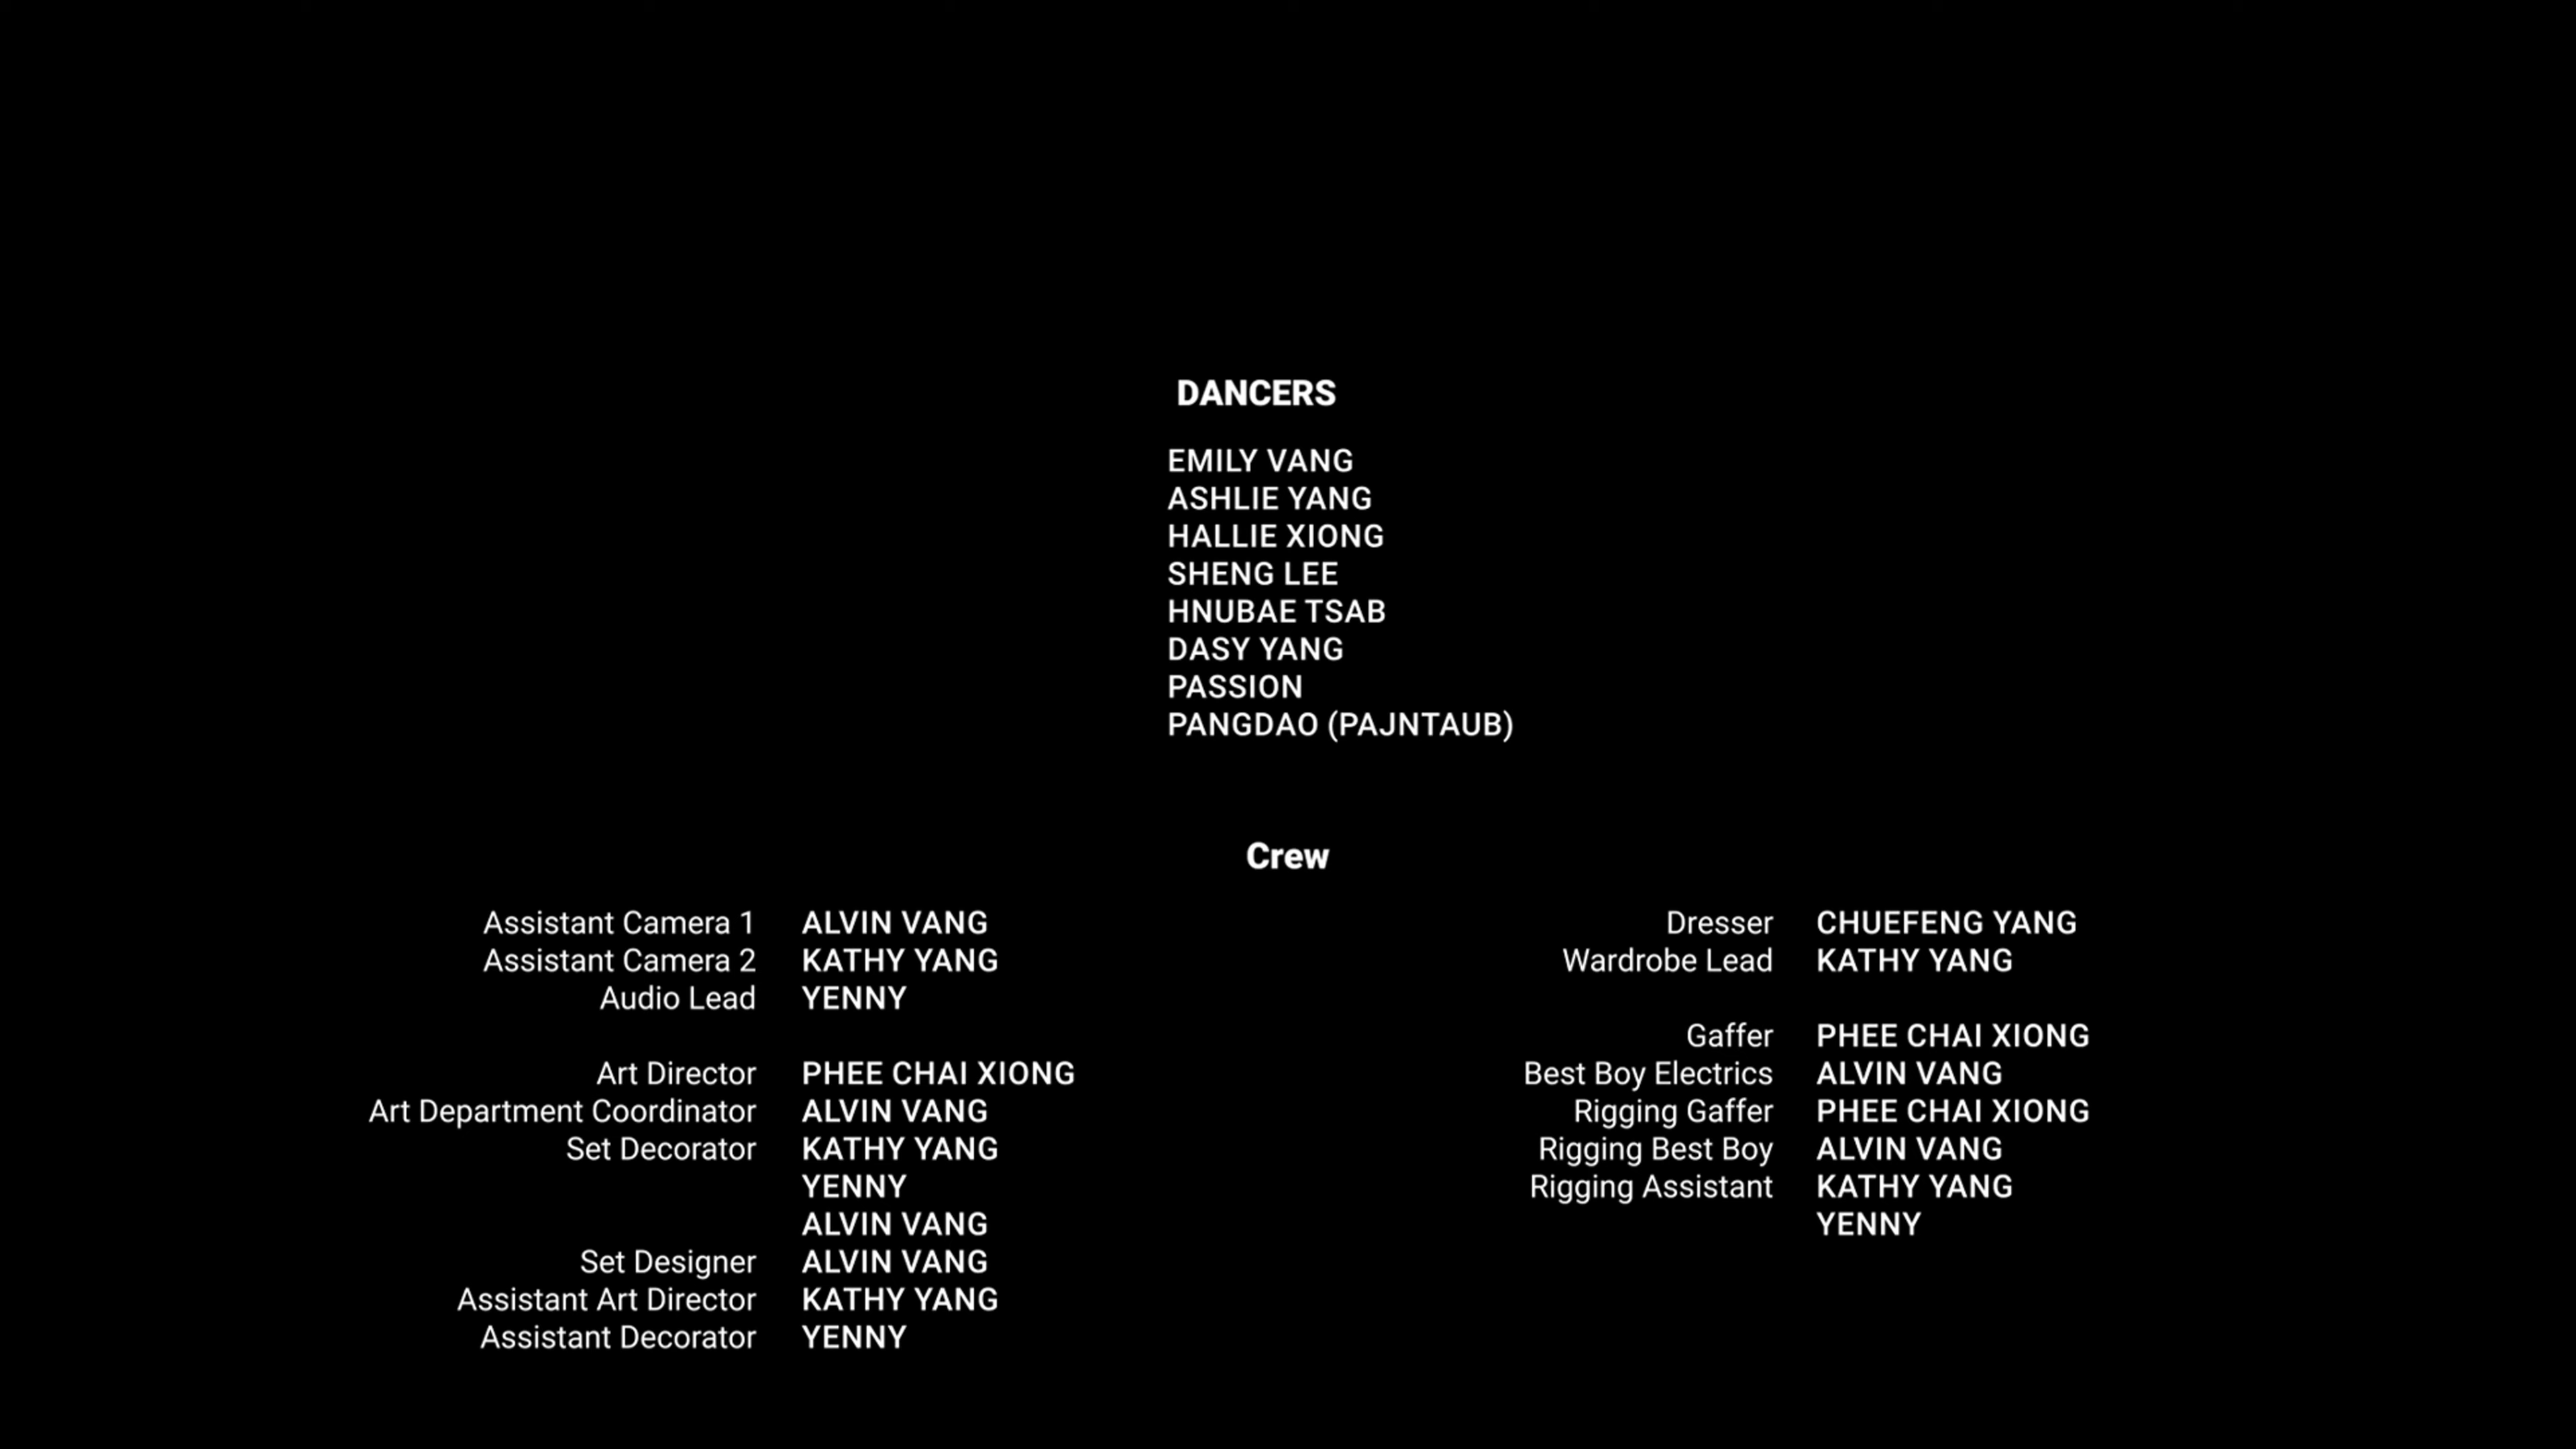 DANCERS
EMILY VANG
ASHLIE YANG
HALLIE XIONG
SHENG LEE
HNUBAE TSAB
DASY YANG
PASSION
PANGDAO (PAJNTAUB)
Crew
Assistant Camera 1 ALVIN VANG
Assistant Camera 2 KATHY YANG
Audio Lead YENNY
Art Director PHEE CHAI XIONG
Art Department Coordinator ALVIN VANG
Set Decorator KATHY YANG
YENNY
ALVIN VANG
Set Designer ALVIN VANG
Assistant Art Director KATHY YANG
Assistant Decorator YENNY
Dresser CHUEFENG YANG
Wardrobe Lead KATHY YANG
Gaffer PHEE CHAI XIONG
Best Boy Electrics ALVIN VANG
Rigging Gaffer PHEE CHAI XIONG
Rigging Best Boy ALVIN VANG
Rigging Assistant KATHY YANG
YENNY